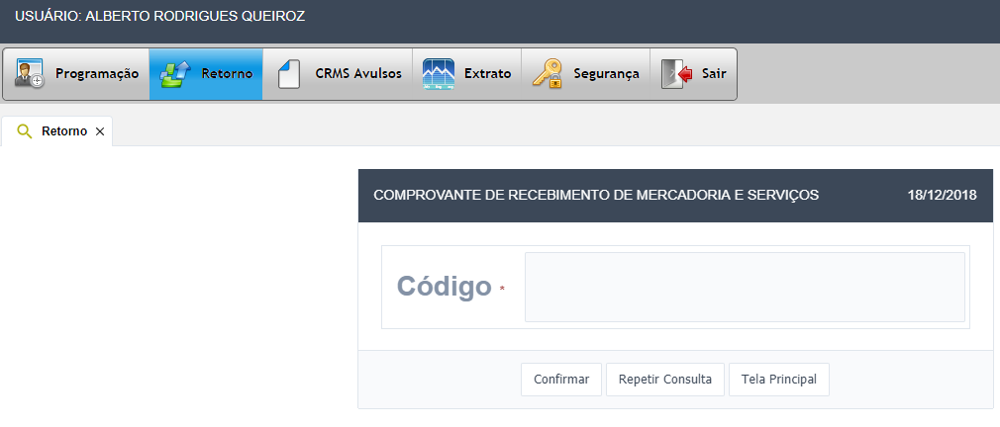 USUÁRIO: ALBERTO RODRIGUES QUEIROZ
Programação Retorno CRMS Avulsos Extrato Segurança Sair
Retorno
COMPROVANTE DE RECEBIMENTO DE MERCADORIA E SERVIÇOS 18/12/2018
Código *
Confirmar Repetir Consulta Tela Principal